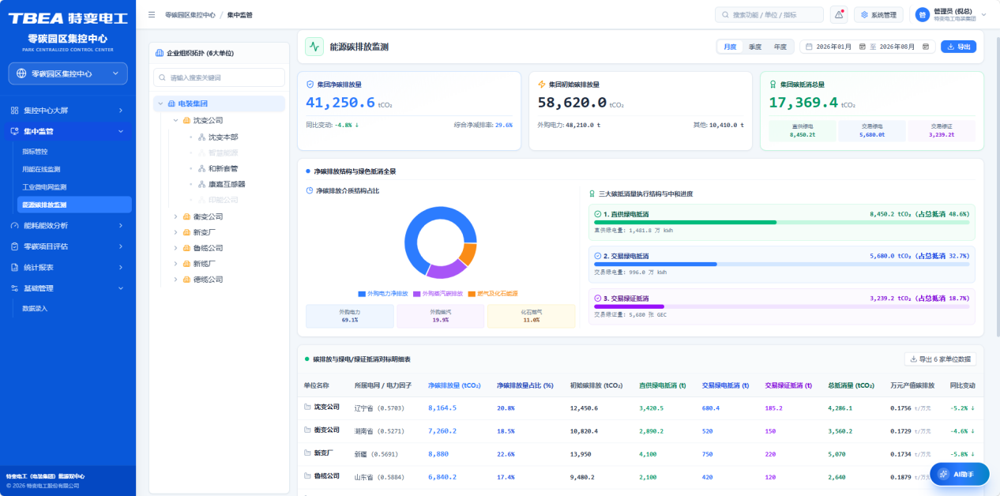 TBEA 特变电工
零碳园区集控中心
PARK CENTRALIZED CONTROL CENTER
零碳园区集控中心
集控中心大屏
集中监管
指标管控
用能在线监测
工业微电网监测
能源碳排放监测
能耗能效分析
零碳项目评估
统计报表
基础管理
数据录入
特变电工（电装集团）能源双中心
© 2026 特变电工股份有限公司
零碳园区集控中心 / 集中监管
搜索功能 / 单位 / 指标
系统管理
管
管理员 (倪总)
特变电工电装集团
企业组织拓扑 (6大单位)
请输入搜索关键词
电装集团
沈变公司
沈变本部
智慧能源
和新套管
康嘉互感器
印能公司
衡变公司
新变厂
鲁缆公司
新缆厂
德缆公司
能源碳排放监测
月度 季度 年度
2026年01月 至 2026年08月
导出
集团净碳排放量
41,250.6 tCO₂
同比变动: -4.8% ↓ 综合净减排率: 29.6%
集团初始碳排放量
58,620.0 tCO₂
外购电力: 48,210.0 t 其他: 10,410.0 t
集团碳抵消总量
17,369.4 tCO₂
直供绿电 交易绿电 交易绿证
8,450.2t 5,680.0t 3,239.2t
净碳排放结构与绿色抵消全景
净碳排放介质结构占比
外购电力净排放 外购蒸汽碳排放 燃气及化石能源
外购电力 外购蒸汽 化石燃气
69.1% 19.9% 11.0%
三大碳抵消量执行结构与中和进度
1. 直供绿电抵消 8,450.2 tCO₂ (占总抵消 48.6%)
直供绿电量: 1,481.8 万 kWh
2. 交易绿电抵消 5,680.0 tCO₂ (占总抵消 32.7%)
交易绿电量: 996.0 万 kWh
3. 交易绿证抵消 3,239.2 tCO₂ (占总抵消 18.7%)
交易绿证量: 5,680 张 GEC
碳排放与绿电/绿证抵消对标明细表
导出 6 家单位数据
单位名称 所属电网 / 电力因子 净碳排放量 (tCO₂) 净碳排放量占比 (%) 初始碳排放 (tCO₂) 直供绿电抵消 (t) 交易绿电抵消 (t) 交易绿证抵消 (t) 总抵消量 (tCO₂) 万元产值碳排放 同比变动
沈变公司 辽宁省 (0.5703) 8,164.5 20.8% 12,450.6 3,420.5 680.4 185.2 4,286.1 0.1756 t/万元 -5.2% ↓
衡变公司 湖南省 (0.5271) 7,260.2 18.5% 10,820.4 2,890.2 520 150 3,560.2 0.1729 t/万元 -4.6% ↓
新变厂 新疆 (0.5691) 8,880 22.6% 13,950 4,100 750 220 5,070 0.1734 t/万元 -5.8% ↓
鲁缆公司 山东省 (0.5884) 6,840.2 17.4% 9,480.2 2,100 420 120 2,640 0.1879 t/万元
AI助手